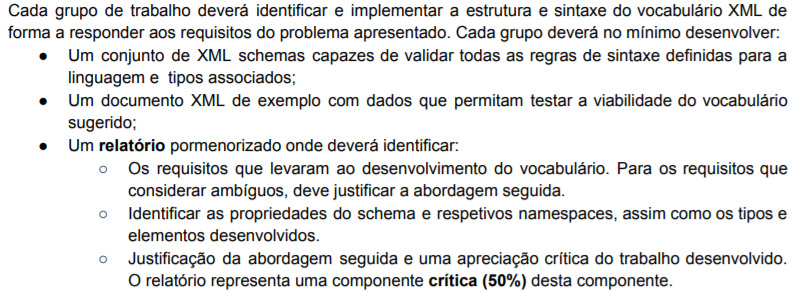 Cada grupo de trabalho deverá identificar e implementar a estrutura e sintaxe do vocabulário XML de
forma a responder aos requisitos do problema apresentado. Cada grupo deverá no mínimo desenvolver:
● Um conjunto de XML schemas capazes de validar todas as regras de sintaxe definidas para a
linguagem e tipos associados;
● Um documento XML de exemplo com dados que permitam testar a viabilidade do vocabulário
sugerido;
● Um relatório pormenorizado onde deverá identificar:
○ Os requisitos que levaram ao desenvolvimento do vocabulário. Para os requisitos que
considerar ambíguos, deve justificar a abordagem seguida.
○ Identificar as propriedades do schema e respetivos namespaces, assim como os tipos e
elementos desenvolvidos.
○ Justificação da abordagem seguida e uma apreciação crítica do trabalho desenvolvido.
O relatório representa uma componente crítica (50%) desta componente.